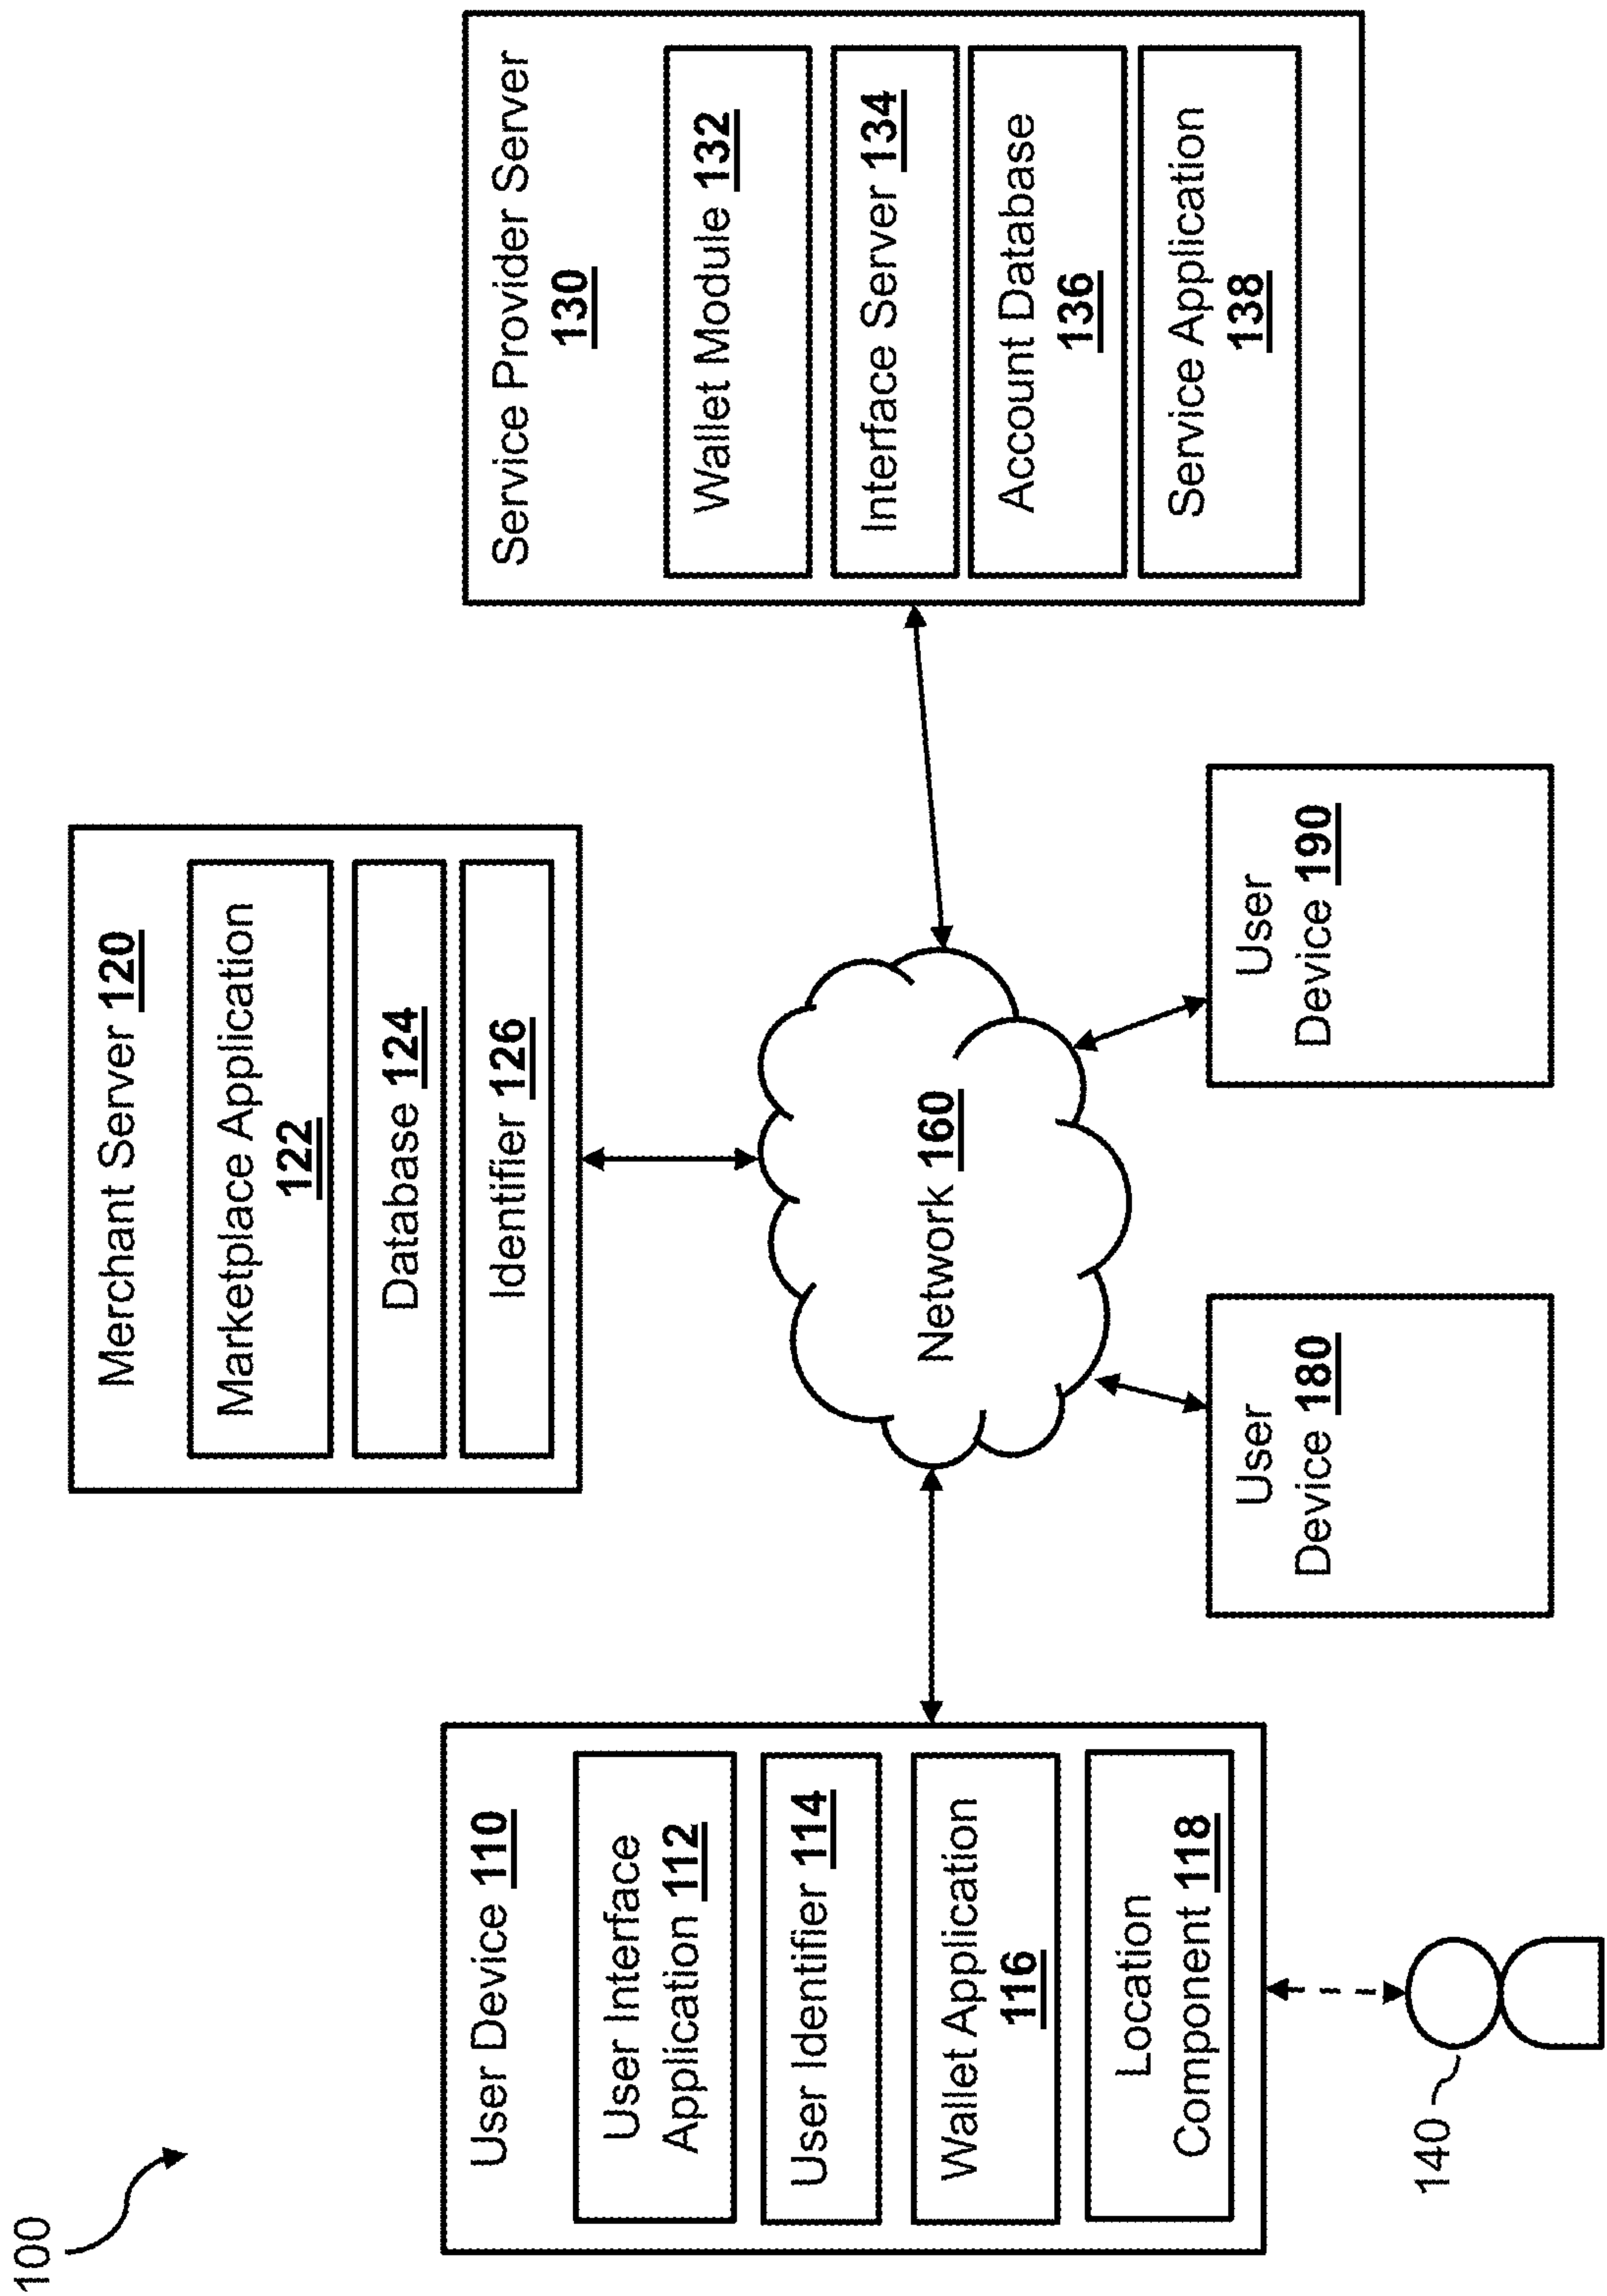 100
Merchant Server 120
Marketplace Application
122
Database 124
Identifier 126
User Device 110
User Interface
Application 112
User Identifier 114
Wallet Application
116
Location
Component 118
140
Network 160
User
Device 180
User
Device 190
Service Provider Server
130
Wallet Module 132
Interface Server 134
Account Database
136
Service Application
138